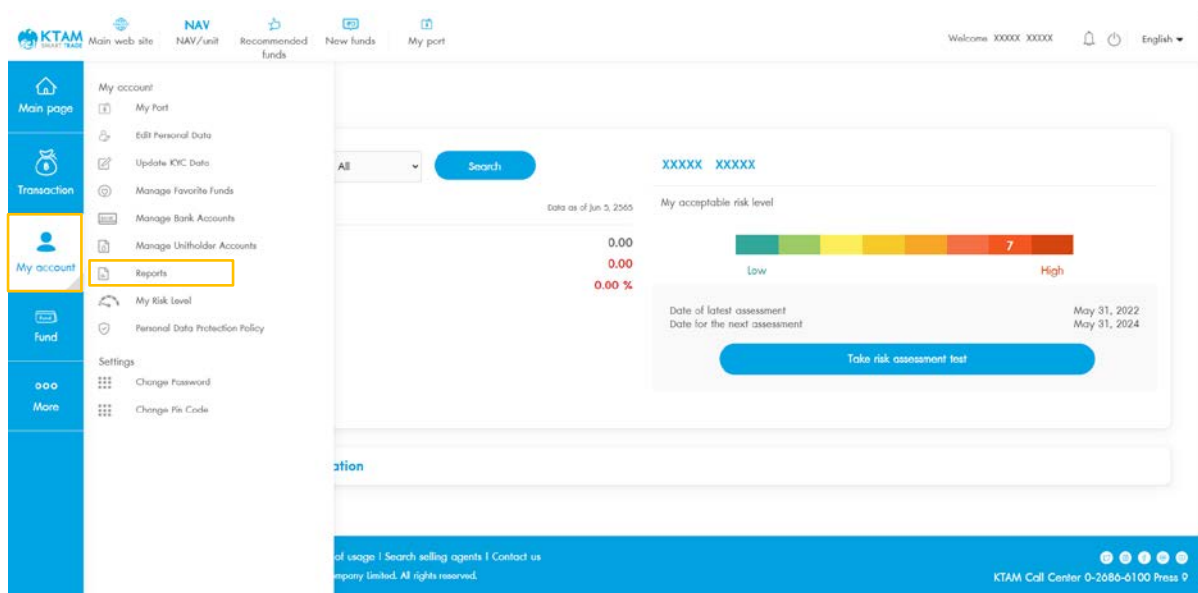 KTAM
SMART TRADE
Main web site
NAV
NAV/unit
Recommended
funds
New funds
My port
Welcome XXXXX XXXXX
English
Main page
Transaction
My account
Fund
More
My account
My Port
Edit Personal Data
Update KYC Data
Manage Favorite Funds
Manage Bank Accounts
Manage Unitholder Accounts
Reports
My Risk Level
Personal Data Protection Policy
Settings
Change Password
Change Pin Code
All
Search
Data as of Jun 5, 2565
0.00
0.00
0.00 %
XXXXX XXXXX
My acceptable risk level
7
Low High
Date of latest assessment May 31, 2022
Date for the next assessment May 31, 2024
Take risk assessment test
ation
of usage | Search selling agents | Contact us
mpany Limited. All rights reserved.
KTAM Call Center 0-2686-6100 Press 9